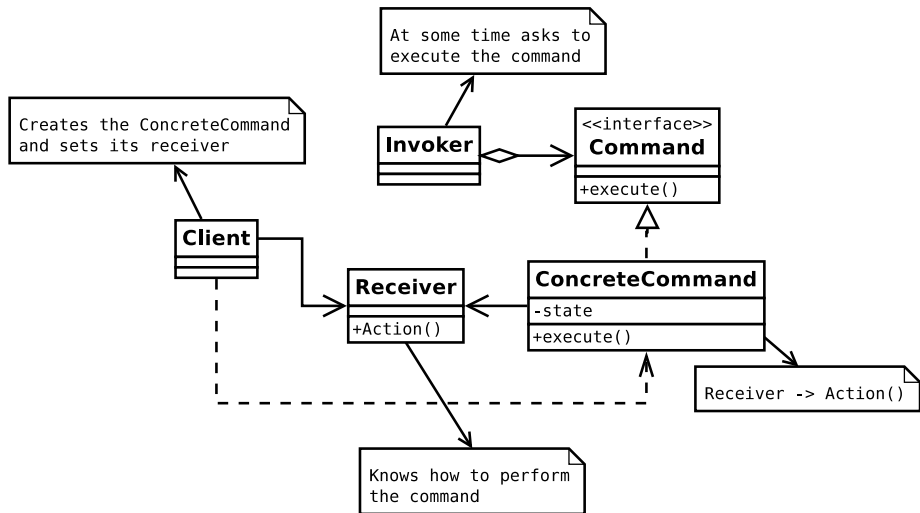 At some time asks to
execute the command
Creates the ConcreteCommand
and sets its receiver
Invoker
<<interface>>
Command
+execute()
Client
Receiver
+Action()
ConcreteCommand
-state
+execute()
Receiver -> Action()
Knows how to perform
the command